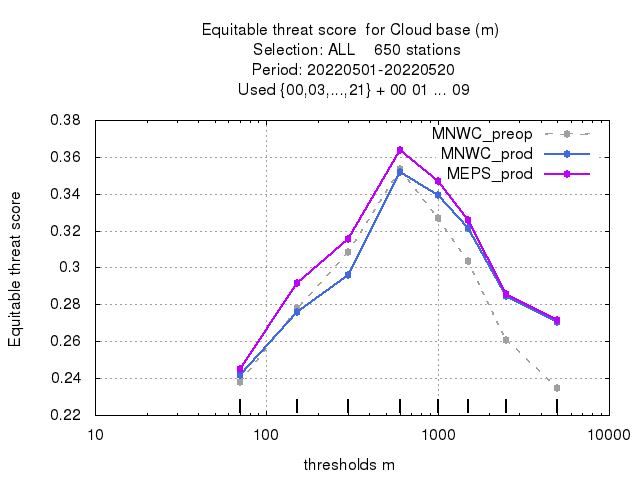 Equitable threat score  for Cloud base (m)
Selection: ALL    650 stations
Period: 20220501-20220520
Used {00,03,...,21} + 00 01 ... 09
MNWC_preop
MNWC_prod
MEPS_prod
Equitable threat score
0.38
0.36
0.34
0.32
0.3
0.28
0.26
0.24
0.22
10 100 1000 10000
thresholds m